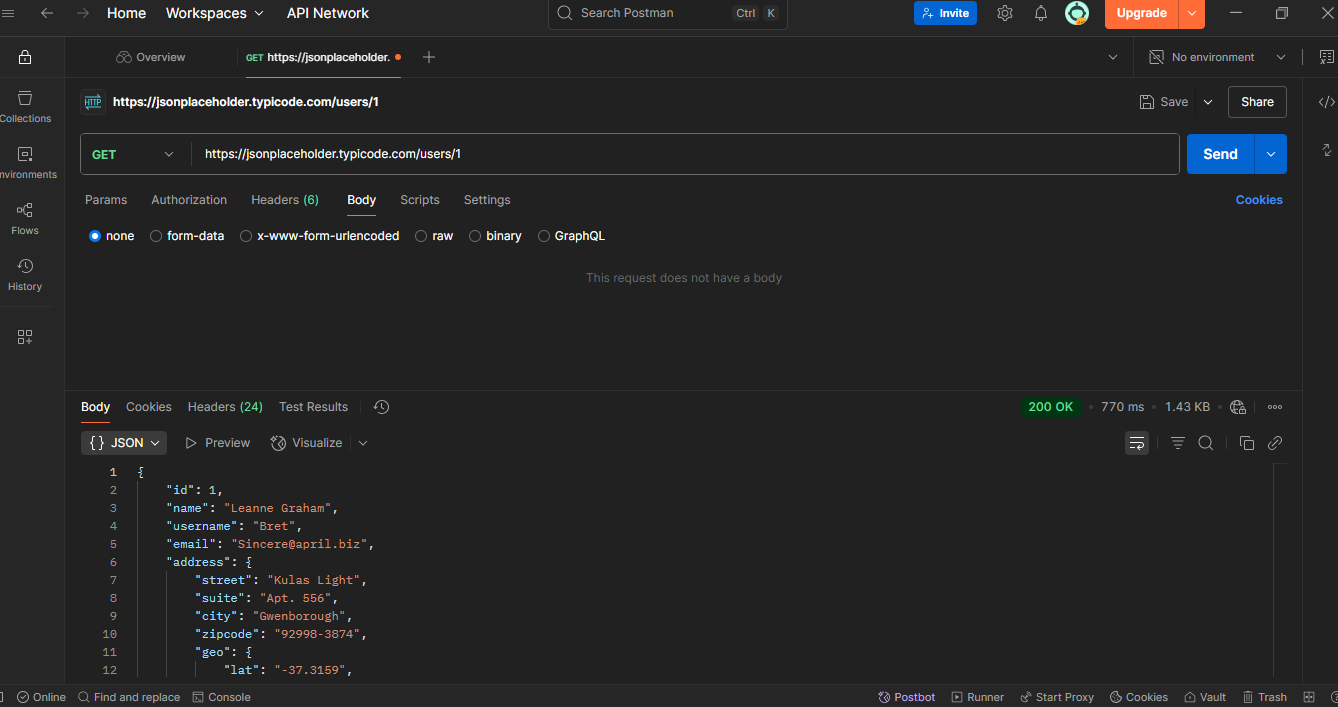 Home Workspaces API Network Search Postman Ctrl K Invite Upgrade
Overview GET https://jsonplaceholder. No environment
HTTP https://jsonplaceholder.typicode.com/users/1 Save Share
Collections
GET https://jsonplaceholder.typicode.com/users/1 Send
nvironments
Params Authorization Headers (6) Body Scripts Settings Cookies
Flows
none form-data x-www-form-urlencoded raw binary GraphQL
This request does not have a body
History
Body Cookies Headers (24) Test Results 200 OK • 770 ms • 1.43 KB •
{} JSON Preview Visualize
1 {
2 "id": 1,
3 "name": "Leanne Graham",
4 "username": "Bret",
5 "email": "Sincere@april.biz",
6 "address": {
7 "street": "Kulas Light",
8 "suite": "Apt. 556",
9 "city": "Gwenborough",
10 "zipcode": "92998-3874",
11 "geo": {
12 "lat": "-37.3159",
Online Find and replace Console Postbot Runner Start Proxy Cookies Vault Trash